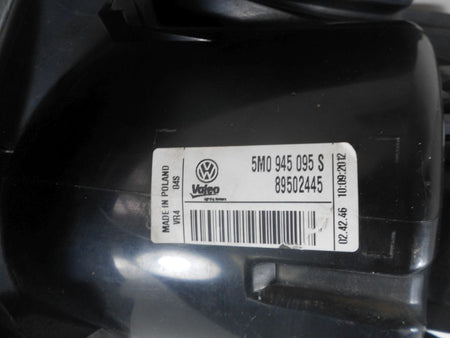 MADE IN POLAND
VR4 04S
Valeo
5M0 945 095 S
89502445
02.42.46 10:09:2012